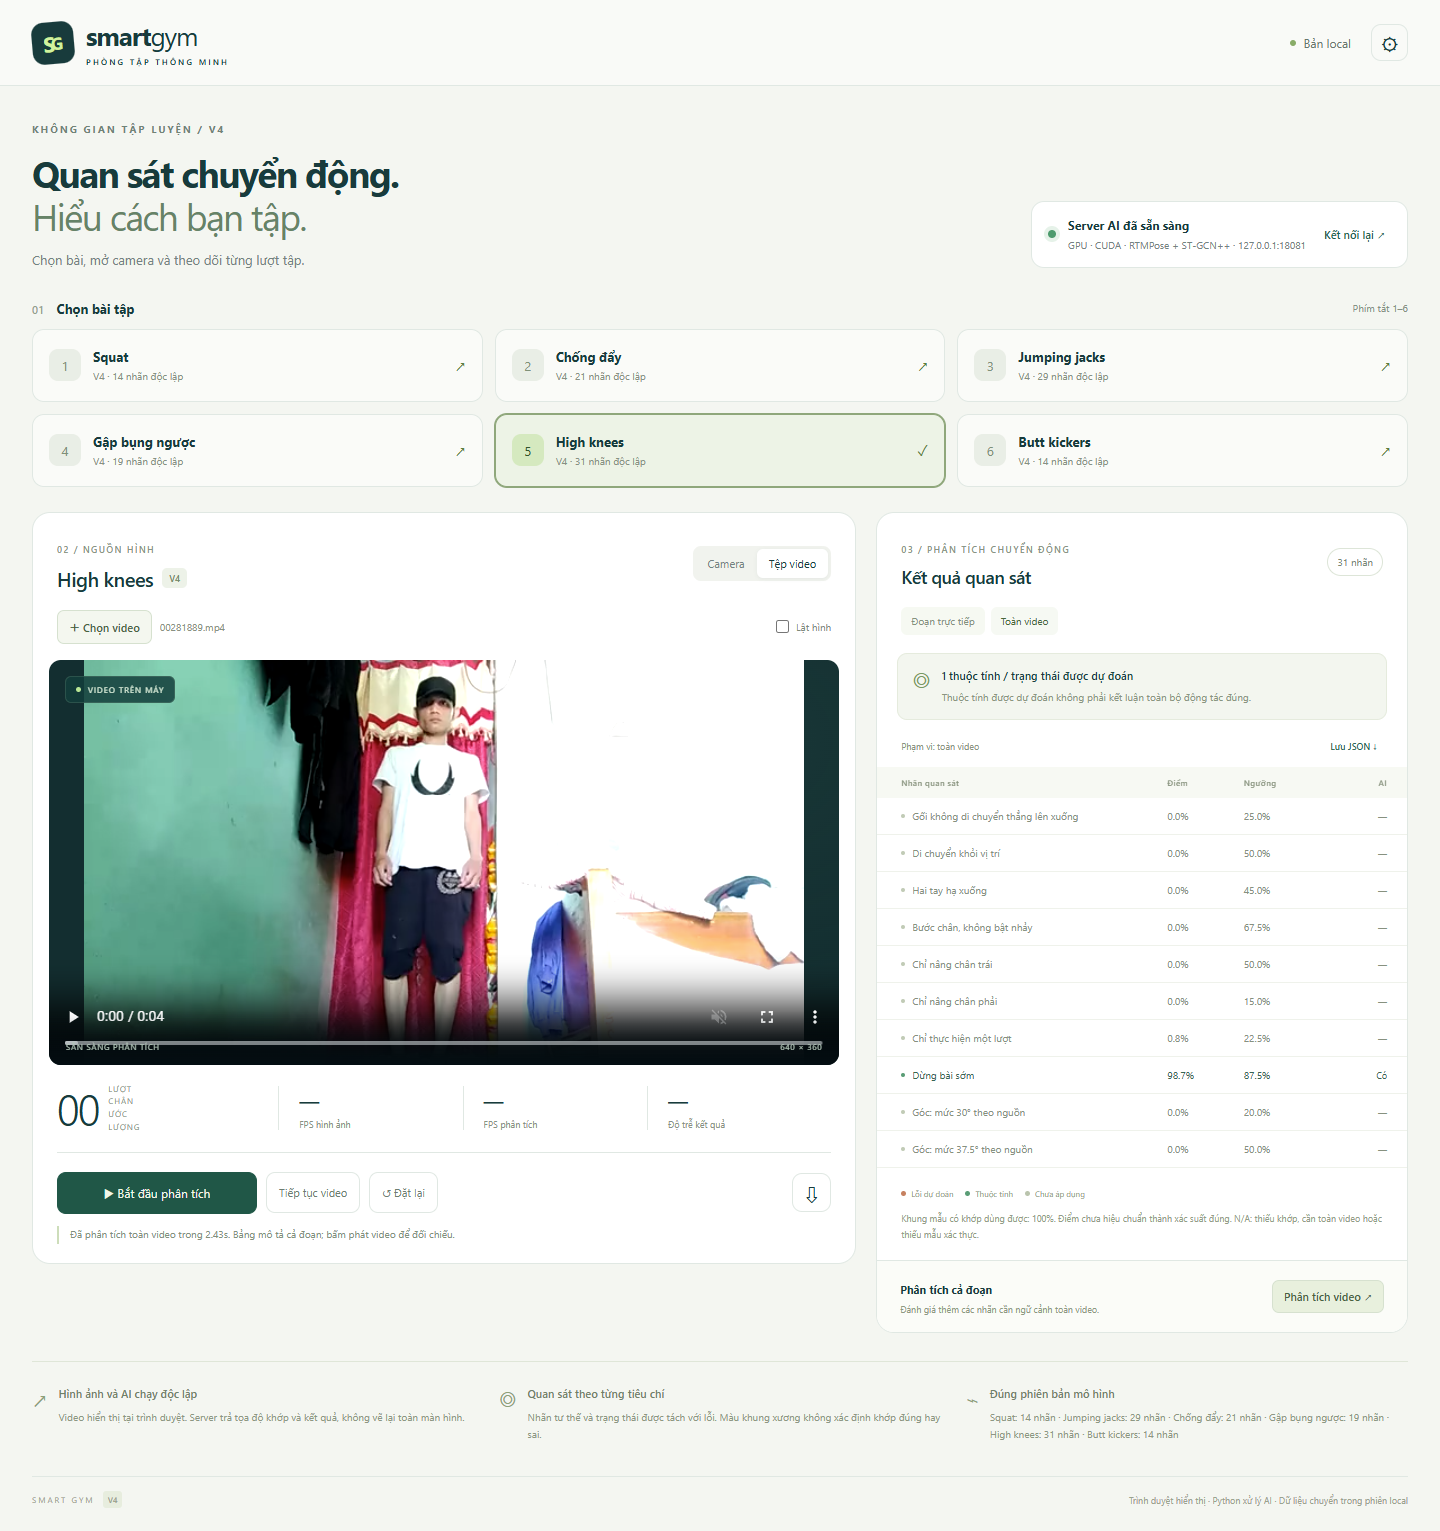 SG
smartgym
PHÒNG TẬP THÔNG MINH
Bản local
KHÔNG GIAN TẬP LUYỆN / V4
Quan sát chuyển động.
Hiểu cách bạn tập.
Chọn bài, mở camera và theo dõi từng lượt tập.
Server AI đã sẵn sàng
GPU · CUDA · RTMPose + ST-GCN++ · 127.0.0.1:18081
Kết nối lại ↗
01 Chọn bài tập
Phím tắt 1–6
1 Squat ↗
V4 · 14 nhãn độc lập
2 Chống đẩy ↗
V4 · 21 nhãn độc lập
3 Jumping jacks ↗
V4 · 29 nhãn độc lập
4 Gập bụng ngược ↗
V4 · 19 nhãn độc lập
5 High knees ✓
V4 · 31 nhãn độc lập
6 Butt kickers ↗
V4 · 14 nhãn độc lập
02 / NGUỒN HÌNH
High knees V4
Camera Tệp video
+ Chọn video 00281889.mp4
Lật hình
VIDEO TRÊN MÁY
0:00 / 0:04
SẴN SÀNG PHÂN TÍCH
640 × 360
00
LƯỢT
CHÂN
ƯỚC
LƯỢNG
—
FPS hình ảnh
—
FPS phân tích
—
Độ trễ kết quả
▶ Bắt đầu phân tích
Tiếp tục video
↺ Đặt lại
Đã phân tích toàn video trong 2.43s. Bảng mô tả cả đoạn; bấm phát video để đối chiếu.
03 / PHÂN TÍCH CHUYỂN ĐỘNG
Kết quả quan sát
31 nhãn
Đoạn trực tiếp Toàn video
1 thuộc tính / trạng thái được dự đoán
Thuộc tính được dự đoán không phải kết luận toàn bộ động tác đúng.
Phạm vi: toàn video
Lưu JSON ↓
Nhãn quan sát Điểm Ngưỡng AI
Gối không di chuyển thẳng lên xuống 0.0% 25.0% —
Di chuyển khỏi vị trí 0.0% 50.0% —
Hai tay hạ xuống 0.0% 45.0% —
Bước chân, không bật nhảy 0.0% 67.5% —
Chỉ nâng chân trái 0.0% 50.0% —
Chỉ nâng chân phải 0.0% 15.0% —
Chỉ thực hiện một lượt 0.8% 22.5% —
Dừng bài sớm 98.7% 87.5% Có
Góc: mức 30° theo nguồn 0.0% 20.0% —
Góc: mức 37.5° theo nguồn 0.0% 50.0% —
Lỗi dự đoán Thuộc tính Chưa áp dụng
Khung mẫu có khớp dùng được: 100%. Điểm chưa hiệu chuẩn thành xác suất đúng. N/A: thiếu khớp, cần toàn video hoặc
thiếu mẫu xác thực.
Phân tích cả đoạn
Đánh giá thêm các nhãn cần ngữ cảnh toàn video.
Phân tích video ↗
Hình ảnh và AI chạy độc lập
Video hiển thị tại trình duyệt. Server trả tọa độ khớp và kết quả, không vẽ lại toàn màn hình.
Quan sát theo từng tiêu chí
Nhãn tư thế và trạng thái được tách với lỗi. Màu khung xương không xác định khớp đúng hay
sai.
Đúng phiên bản mô hình
Squat: 14 nhãn · Jumping jacks: 29 nhãn · Chống đẩy: 21 nhãn · Gập bụng ngược: 19 nhãn ·
High knees: 31 nhãn · Butt kickers: 14 nhãn
SMART GYM V4
Trình duyệt hiển thị · Python xử lý AI · Dữ liệu chuyển trong phiên local